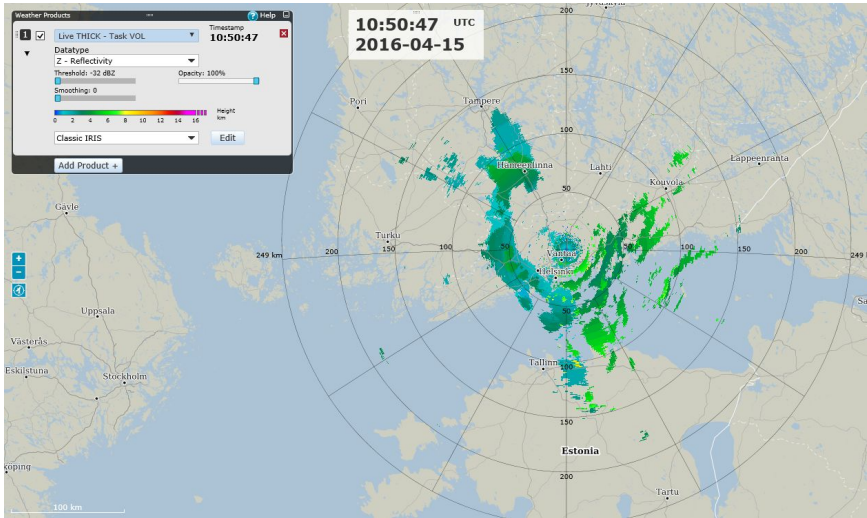 Weather Products
Help
1
Live THICK - Task VOL
Timestamp
10:50:47
Datatype
Z - Reflectivity
Threshold: -32 dBZ
Opacity: 100%
Smoothing: 0
Height
km
0 2 4 6 8 10 12 14 16
Classic IRIS
Edit
Add Product +
10:50:47 UTC
2016-04-15
200
150
Pori
Tampere
100
Hämeenlinna
Lahti
Lappeenranta
Kouvola
50
Gävle
Turku
249 km
200
150
50
50
100
150
200
249
Vantaa
Helsinki
+
−
Uppsala
50
Västerås
Tallinn
Eskilstuna
Stockholm
100
150
Estonia
200
Tartu
köping
100 km